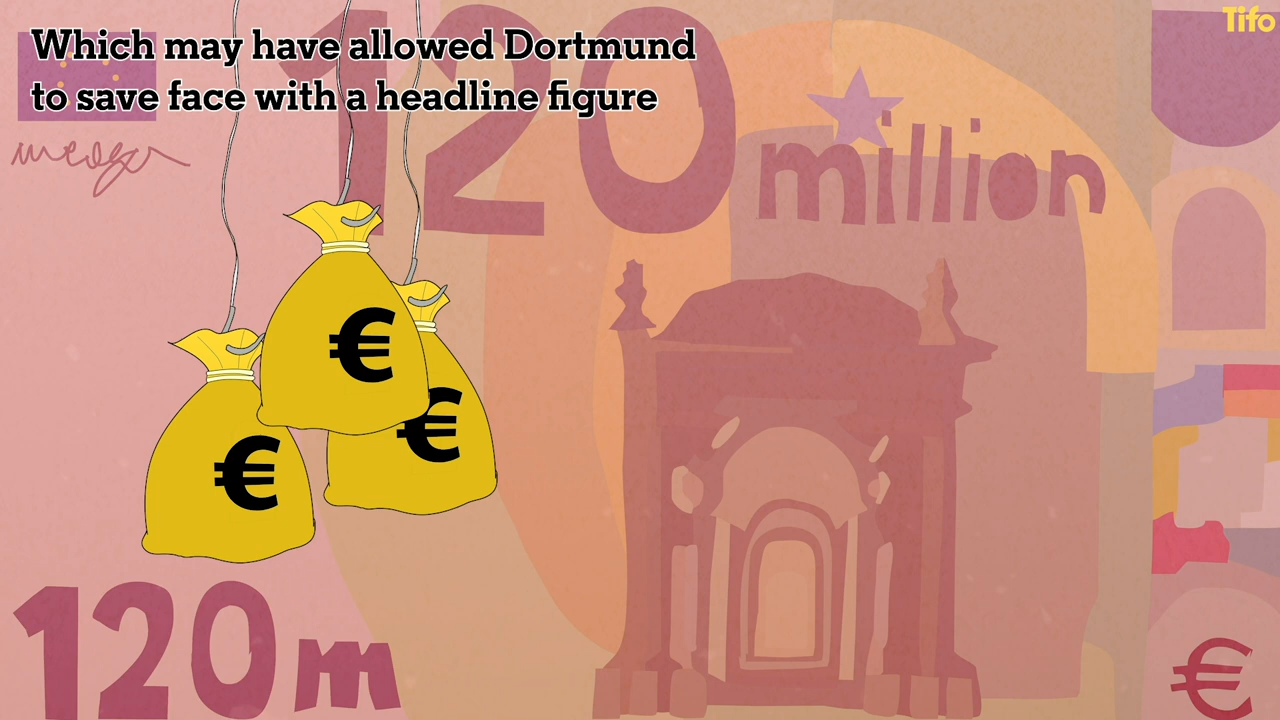 Which may have allowed Dortmund
to save face with a headline figure
Tifo
120
million
€
€
€
120m
€